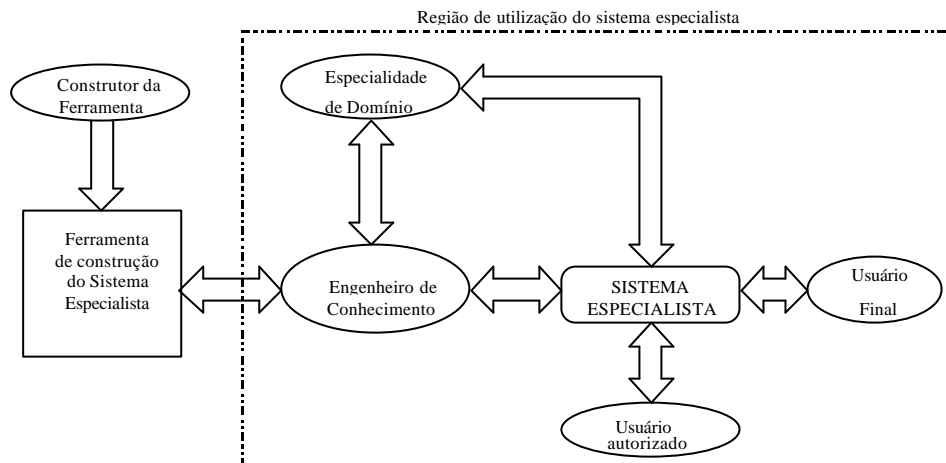 Região de utilização do sistema especialista
Construtor da
Ferramenta
Especialidade
de Domínio
Ferramenta
de construção
do Sistema
Especialista
Engenheiro de
Conhecimento
SISTEMA
ESPECIALISTA
Usuário
Final
Usuário
autorizado